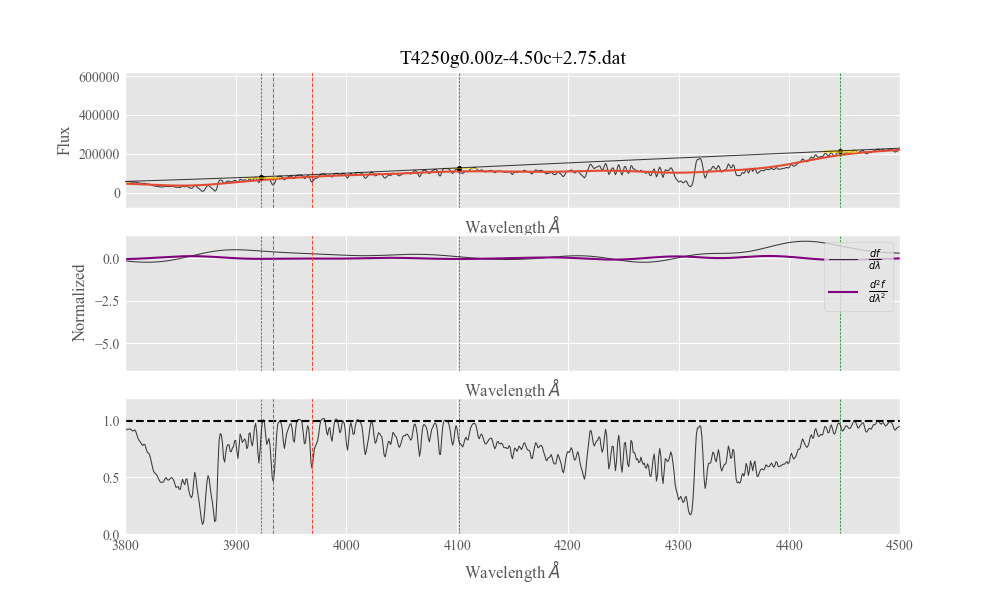 T4250g0.00z-4.50c+2.75.dat
600000
400000
200000
0
Flux
Wavelength Å
0.0
−2.5
−5.0
Normalized
df
dλ
d²f
dλ²
Wavelength Å
1.0
0.5
0.0
3800 3900 4000 4100 4200 4300 4400 4500
Wavelength Å